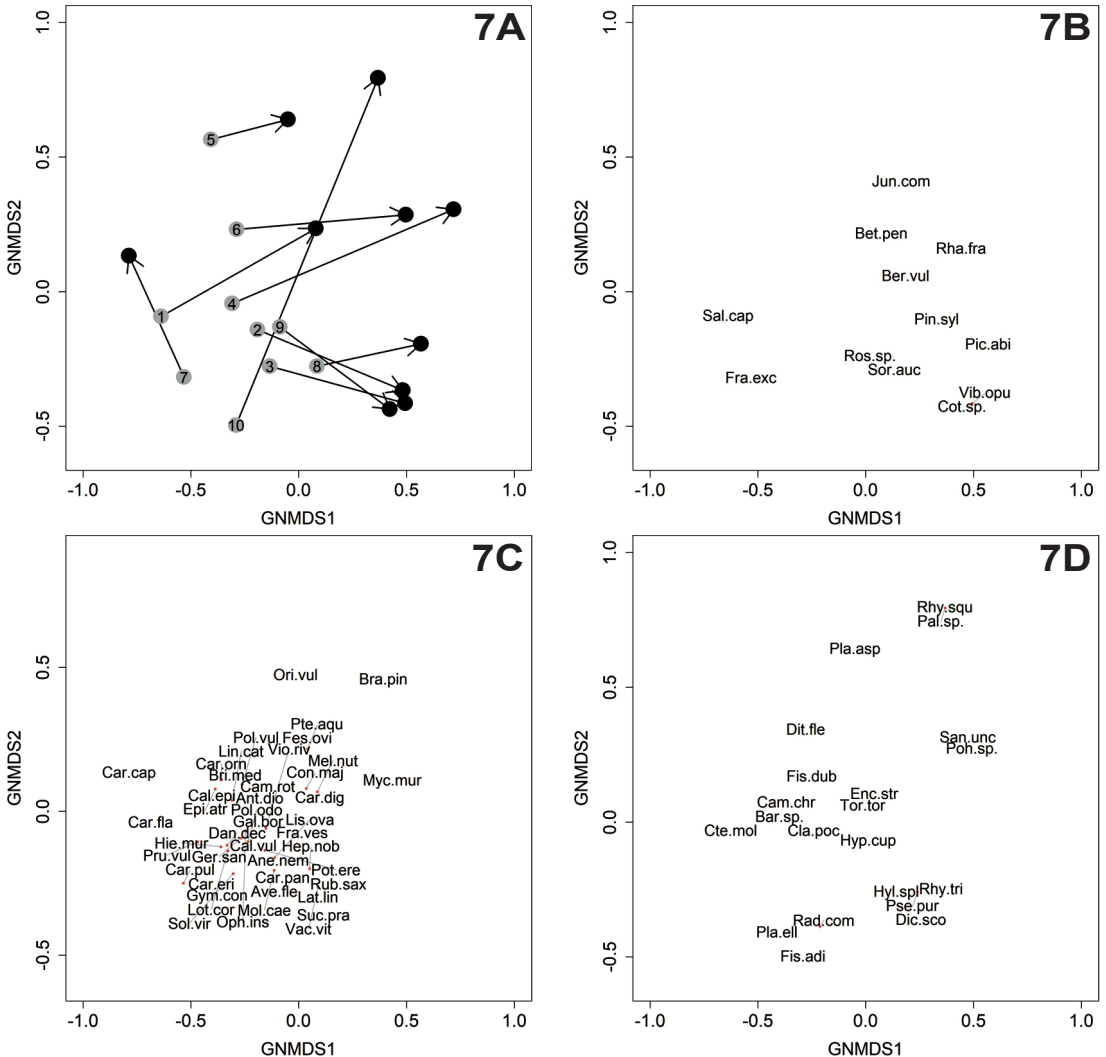 7A
1.0
0.5
0.0
-0.5
GNMDS2
5
6
1
4
2 9
3 8
7
10
-1.0 -0.5 0.0 0.5 1.0
GNMDS1
7B
1.0
0.5
0.0
-0.5
GNMDS2
Jun.com
Bet.pen
Rha.fra
Ber.vul
Sal.cap
Pin.syl
Pic.abi
Ros.sp.
Sor.auc
Fra.exc
Vib.opu
Cot.sp.
-1.0 -0.5 0.0 0.5 1.0
GNMDS1
7C
0.5
0.0
-0.5
GNMDS2
Ori.vul
Bra.pin
Pte.aqu
Pol.vul Fes.ovi
Lin.cat Vio.riv
Car.orn Mel.nut
Car.cap Bri.med Con.maj
Cam.rot Myc.mur
Cal.epi Ant.dio Car.dig
Epi.atr Pol.odo
Car.fla Gal.bor Lis.ova
Dan.dec Fra.ves
Hie.mur Cal.vul Hep.nob
Pru.vul Ger.san Ane.nem
Car.pul Pot.ere
Car.eri Car.pan Rub.sax
Gym.con Ave.fle Lat.lin
Lot.cor Mol.cae Suc.pra
Sol.vir Oph.ins Vac.vit
-1.0 -0.5 0.0 0.5 1.0
GNMDS1
7D
1.0
0.5
0.0
-0.5
GNMDS2
Rhy.squ
Pal.sp.
Pla.asp
Dit.fle
San.unc
Poh.sp.
Fis.dub
Enc.str
Cam.chr Tor.tor
Bar.sp.
Cte.mol Cla.poc
Hyp.cup
Hyl.spl Rhy.tri
Pse.pur
Rad.com Dic.sco
Pla.ell
Fis.adi
-1.0 -0.5 0.0 0.5 1.0
GNMDS1